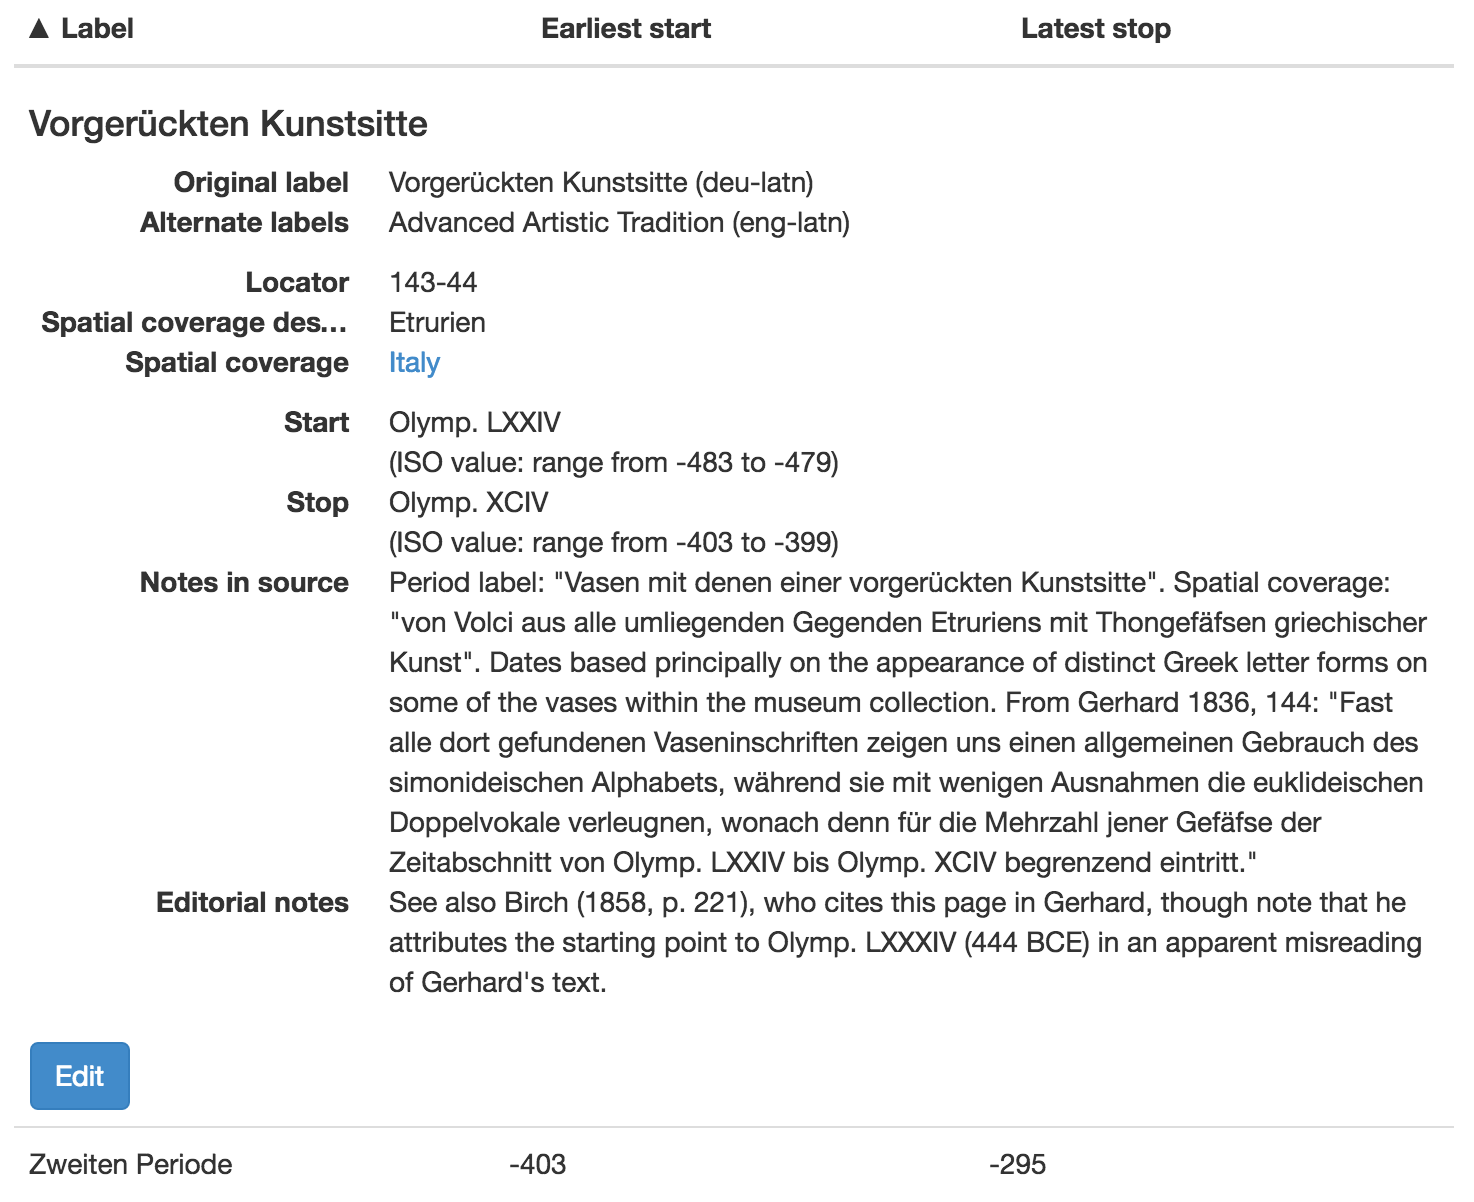 ▲ Label Earliest start Latest stop
Vorgerückten Kunstsitte
Original label Vorgerückten Kunstsitte (deu-latn)
Alternate labels Advanced Artistic Tradition (eng-latn)
Locator 143-44
Spatial coverage des... Etrurien
Spatial coverage Italy
Start Olymp. LXXIV
(ISO value: range from -483 to -479)
Stop Olymp. XCIV
(ISO value: range from -403 to -399)
Notes in source Period label: "Vasen mit denen einer vorgerückten Kunstsitte". Spatial coverage:
"von Volci aus alle umliegenden Gegenden Etruriens mit Thongefäfsen griechischer
Kunst". Dates based principally on the appearance of distinct Greek letter forms on
some of the vases within the museum collection. From Gerhard 1836, 144: "Fast
alle dort gefundenen Vaseninschriften zeigen uns einen allgemeinen Gebrauch des
simonideischen Alphabets, während sie mit wenigen Ausnahmen die euklideischen
Doppelvokale verleugnen, wonach denn für die Mehrzahl jener Gefäfse der
Zeitabschnitt von Olymp. LXXIV bis Olymp. XCIV begrenzend eintritt."
Editorial notes See also Birch (1858, p. 221), who cites this page in Gerhard, though note that he
attributes the starting point to Olymp. LXXXIV (444 BCE) in an apparent misreading
of Gerhard's text.
Edit
Zweiten Periode -403 -295